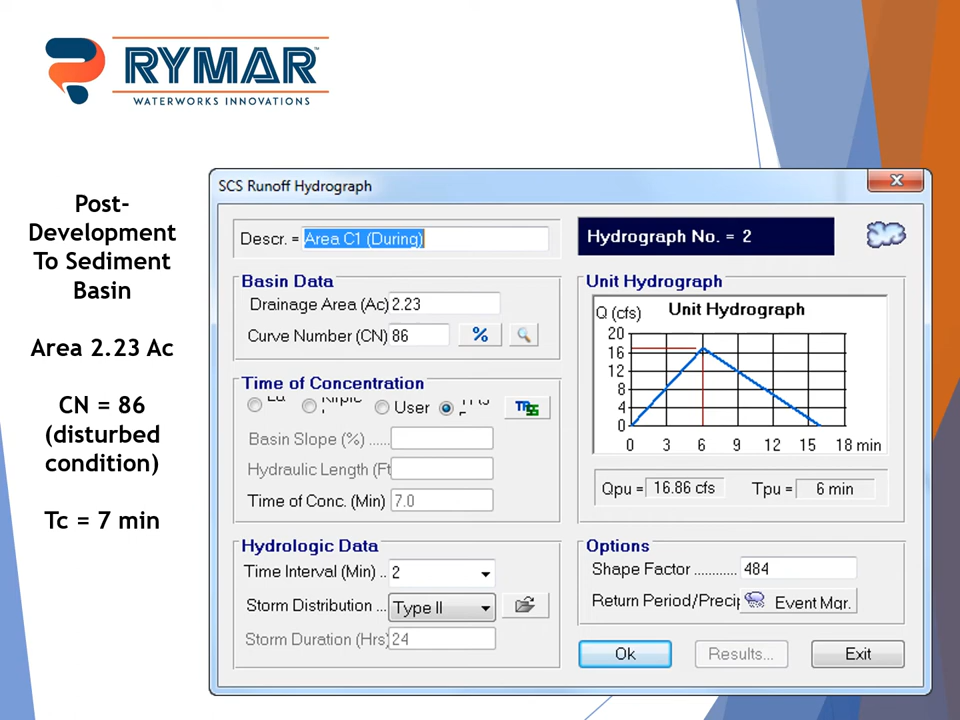 RYMAR™
WATERWORKS INNOVATIONS
Post-
Development
To Sediment
Basin
Area 2.23 Ac
CN = 86
(disturbed
condition)
Tc = 7 min
SCS Runoff Hydrograph
Descr. = Area C1 (During)
Hydrograph No. = 2
Basin Data
Drainage Area (Ac) 2.23
Curve Number (CN) 86 %
Time of Concentration
User
Basin Slope (%) ......
Hydraulic Length (Ft
Time of Conc. (Min) 7.0
Hydrologic Data
Time Interval (Min) .. 2
Storm Distribution ... Type II
Storm Duration (Hrs) 24
Unit Hydrograph
Q (cfs) Unit Hydrograph
20
16
12
8
4
0
0 3 6 9 12 15 18 min
Qpu = 16.86 cfs Tpu = 6 min
Options
Shape Factor ............ 484
Return Period/Precip Event Mgr.
Ok Results... Exit